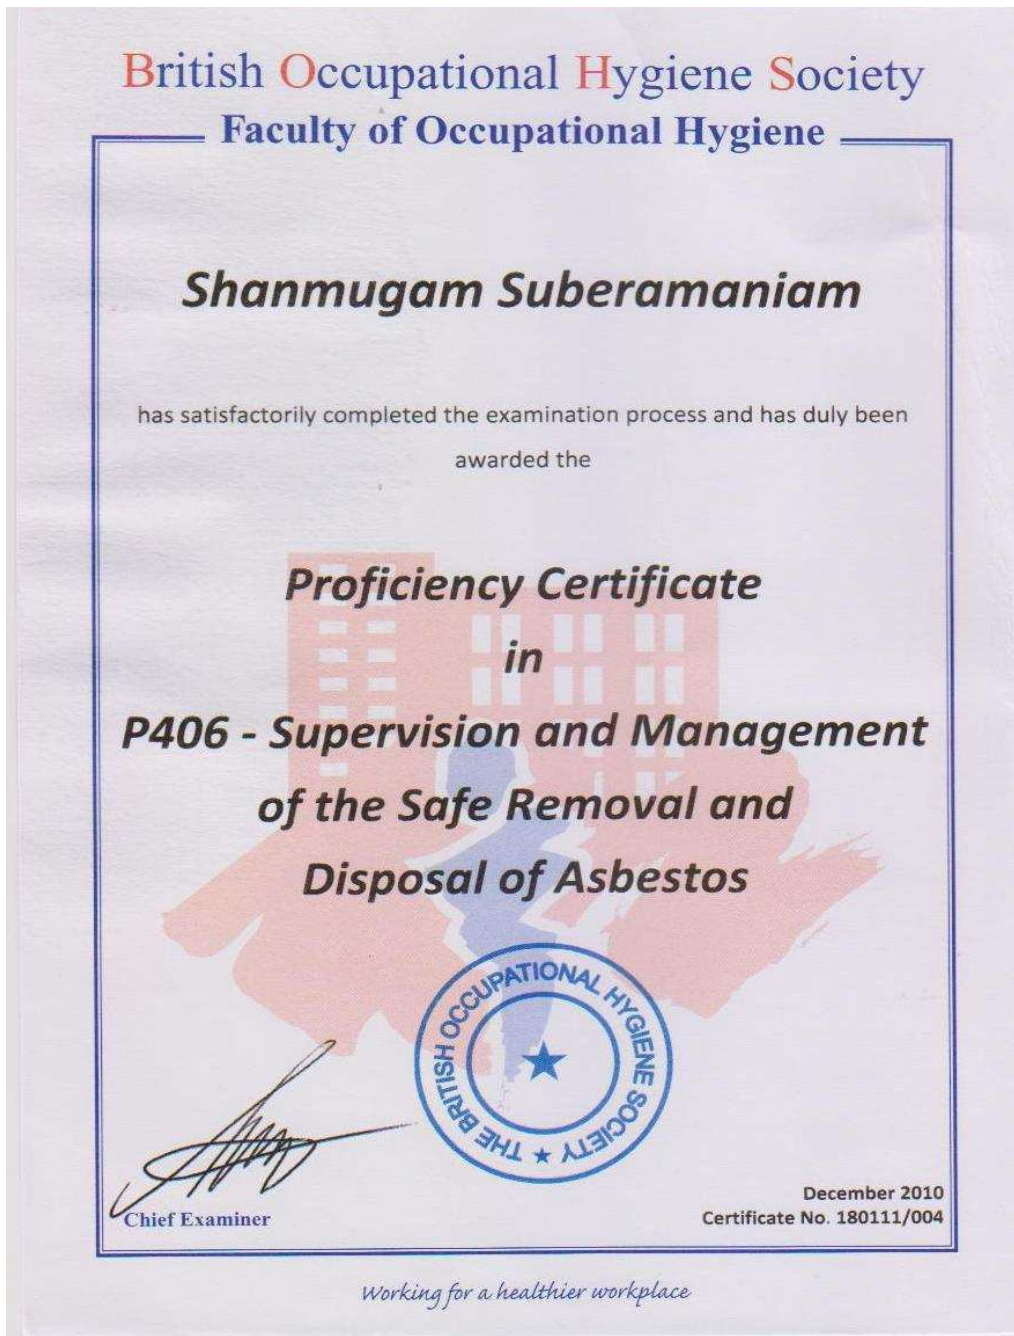 British Occupational Hygiene Society
Faculty of Occupational Hygiene
Shanmugam Suberamaniam
has satisfactorily completed the examination process and has duly been
awarded the
Proficiency Certificate
in
P406 - Supervision and Management
of the Safe Removal and
Disposal of Asbestos
THE BRITISH OCCUPATIONAL HYGIENE SOCIETY
December 2010
Chief Examiner
Certificate No. 180111/004
Working for a healthier workplace